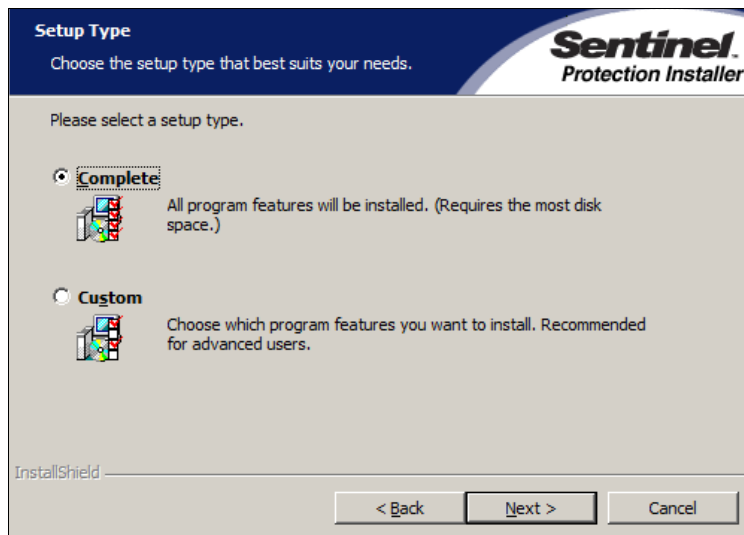 Setup Type
Choose the setup type that best suits your needs.
Sentinel.
Protection Installer
Please select a setup type.
Complete
All program features will be installed. (Requires the most disk
space.)
Custom
Choose which program features you want to install. Recommended
for advanced users.
InstallShield
< Back Next > Cancel